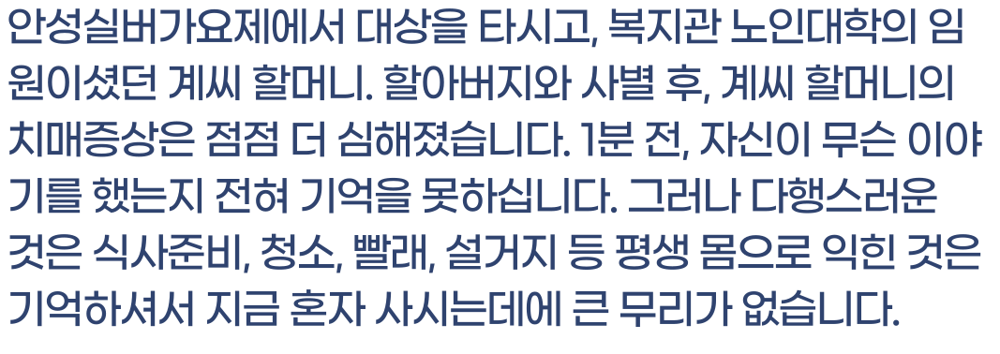 안성실버가요제에서 대상을 타시고, 복지관 노인대학의 임
원이셨던 계씨 할머니. 할아버지와 사별 후, 계씨 할머니의
치매증상은 점점 더 심해졌습니다. 1분 전, 자신이 무슨 이야
기를 했는지 전혀 기억을 못하십니다. 그러나 다행스러운
것은 식사준비, 청소, 빨래, 설거지 등 평생 몸으로 익힌 것은
기억하셔서 지금 혼자 사시는데에 큰 무리가 없습니다.